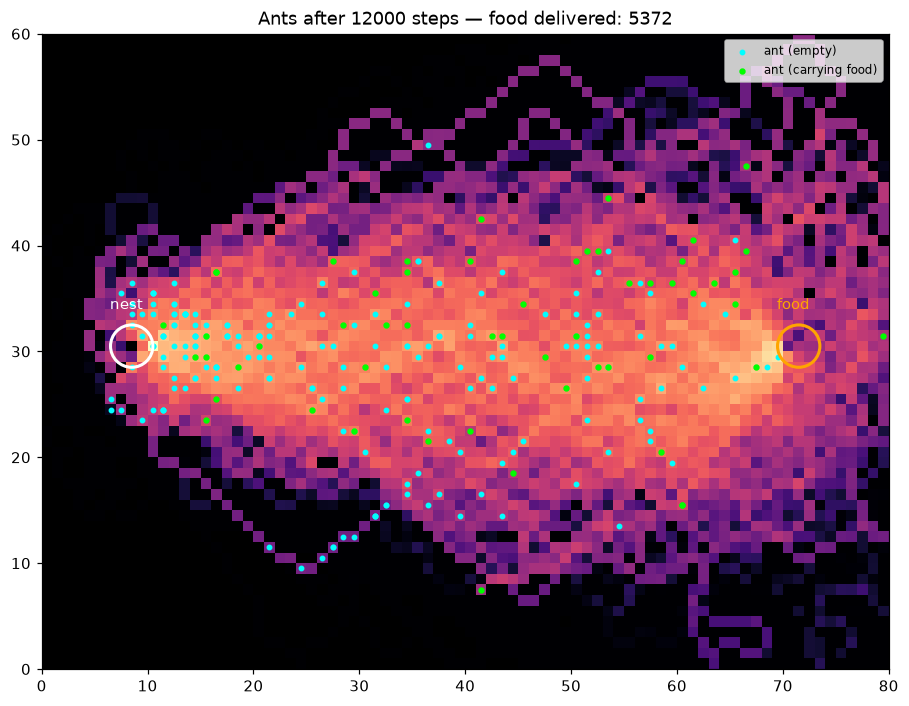 Ants after 12000 steps — food delivered: 5372
ant (empty)
ant (carrying food)
nest
food
60
50
40
30
20
10
0
0 10 20 30 40 50 60 70 80